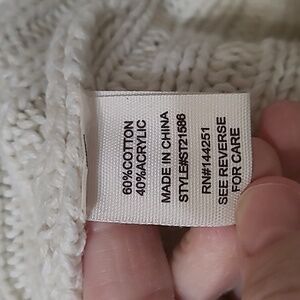 60%COTTON
40%ACRYLIC
MADE IN CHINA
STYLE#ST21586
RN#144251
SEE REVERSE
FOR CARE